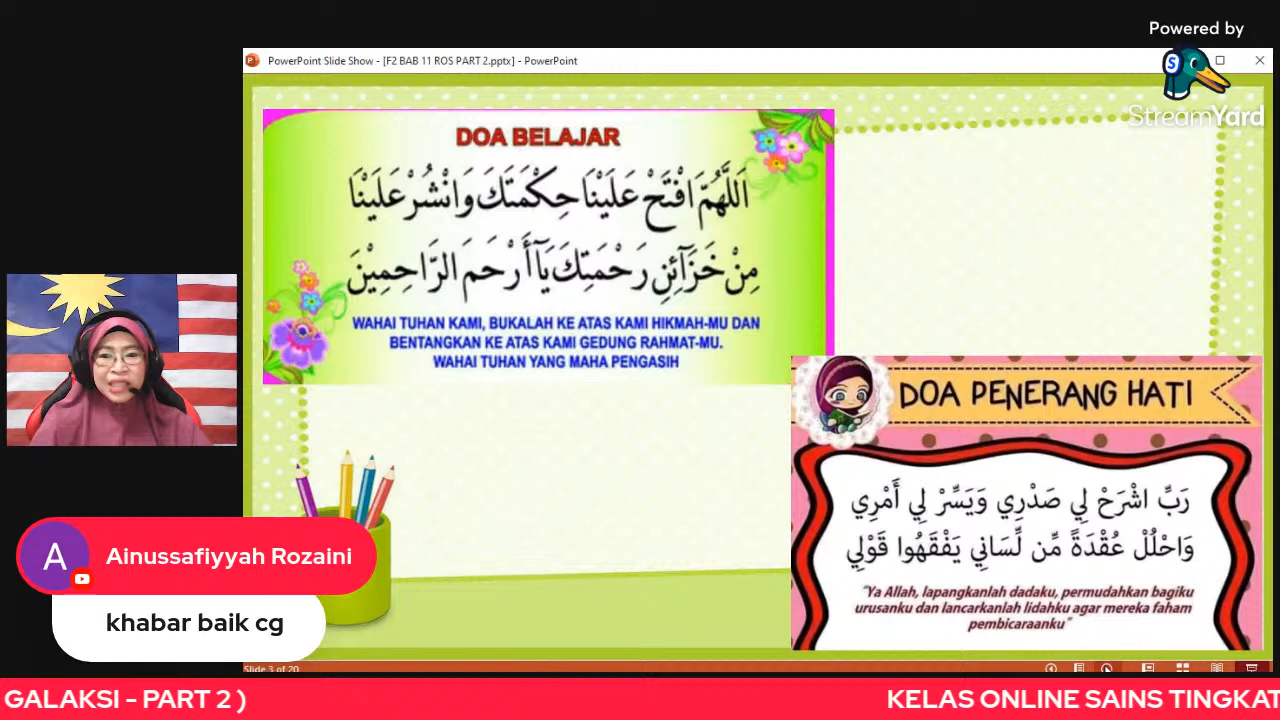 Powered by
StreamYard
PowerPoint Slide Show - [F2 BAB 11 ROS PART 2.pptx] - PowerPoint
DOA BELAJAR
اَللَّهُمَّ افْتَحْ عَلَيْنَا حِكْمَتَكَ وَانْشُرْ عَلَيْنَا
مِنْ خَزَآئِنِ رَحْمَتِكَ يَآ أَرْحَمَ الرَّاحِمِيْنَ
WAHAI TUHAN KAMI, BUKALAH KE ATAS KAMI HIKMAH-MU DAN
BENTANGKAN KE ATAS KAMI GEDUNG RAHMAT-MU.
WAHAI TUHAN YANG MAHA PENGASIH
DOA PENERANG HATI
رَبِّ اشْرَحْ لِي صَدْرِي وَيَسِّرْ لِي أَمْرِي
وَاحْلُلْ عُقْدَةً مِّن لِّسَانِي يَفْقَهُوا قَوْلِي
"Ya Allah, lapangkanlah dadaku, permudahkan bagiku
urusanku dan lancarkanlah lidahku agar mereka faham
pembicaraanku"
A
Ainussafiyyah Rozaini
khabar baik cg
Slide 3 of 20
GALAKSI - PART 2 )
KELAS ONLINE SAINS TINGKAT